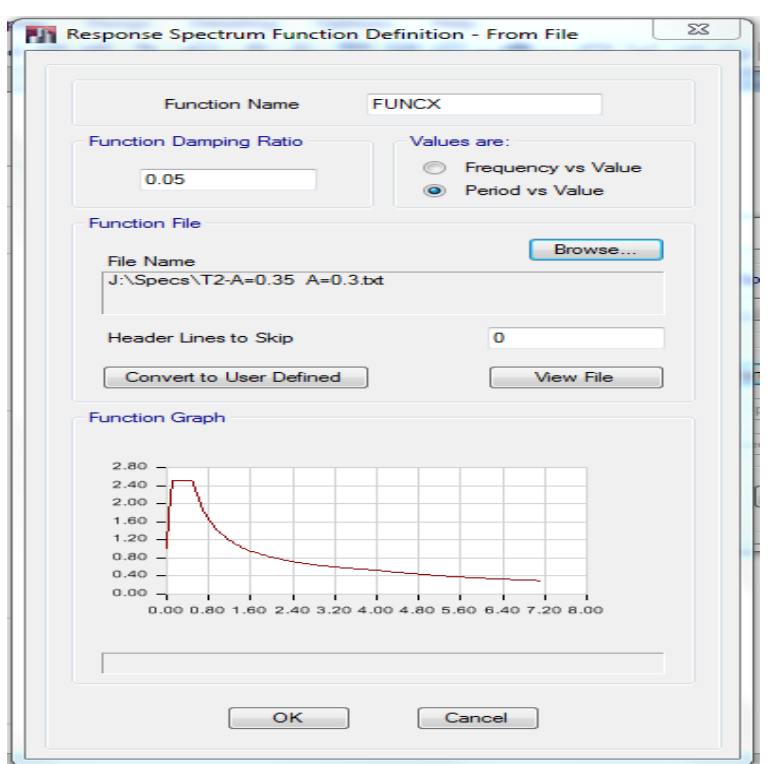 Response Spectrum Function Definition - From File
Function Name FUNCX
Function Damping Ratio
0.05
Values are:
Frequency vs Value
Period vs Value
Function File
Browse...
File Name
J:\Specs\T2-A=0.35 A=0.3.txt
Header Lines to Skip 0
Convert to User Defined View File
Function Graph
2.80
2.40
2.00
1.60
1.20
0.80
0.40
0.00
0.00 0.80 1.60 2.40 3.20 4.00 4.80 5.60 6.40 7.20 8.00
OK Cancel